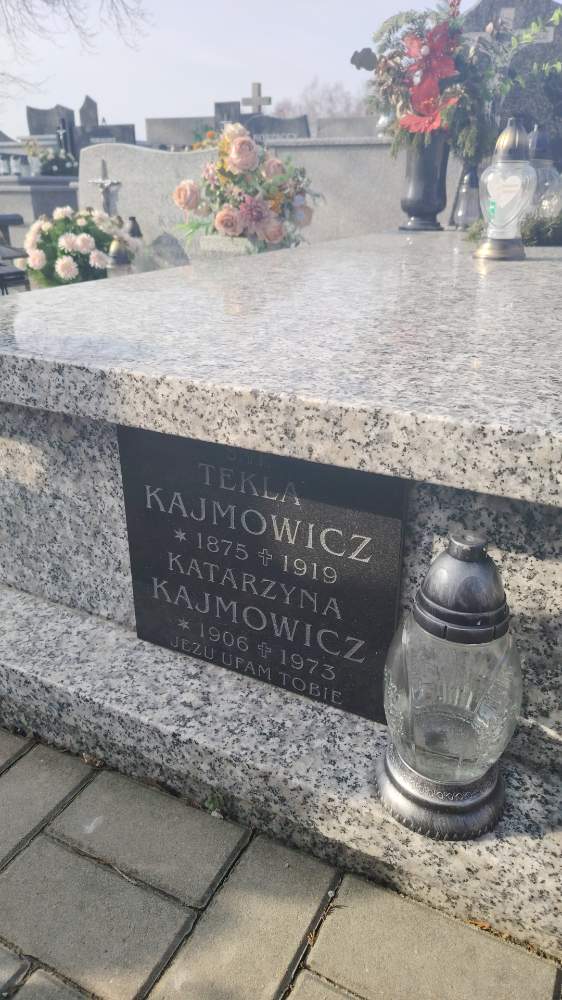 TEKLA
KAJMOWICZ
* 1875 ✝ 1919
KATARZYNA
KAJMOWICZ
* 1906 ✝ 1973
JEZU UFAM TOBIE